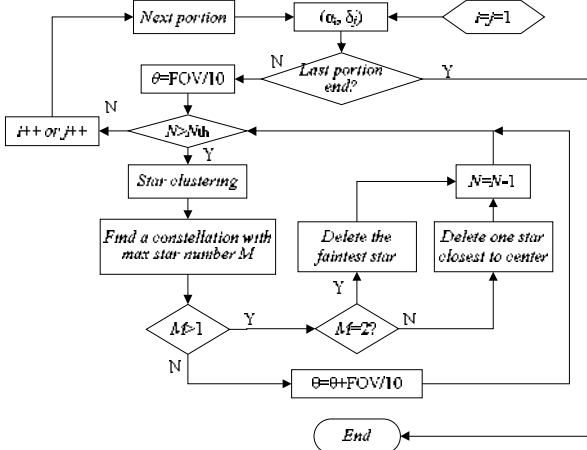 Next portion
(αi, δj)
i=j=1
N
Last portion
end?
Y
θ=FOV/10
N
i++ or j++
N>Nth
Y
Star clustering
N=N-1
Find a constellation with
max star number M
Delete the
faintest star
Delete one star
closest to center
Y
M>1
Y
M=2?
N
N
θ=θ+FOV/10
End